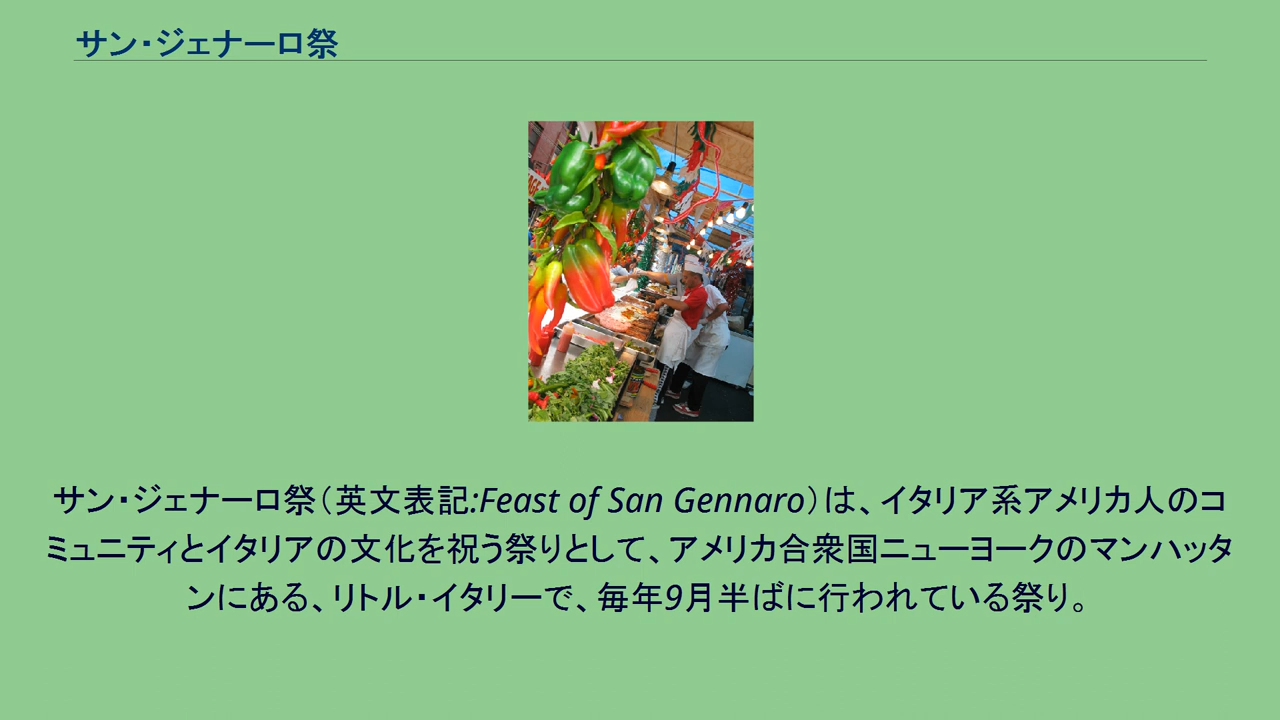 サン・ジェナーロ祭
サン・ジェナーロ祭（英文表記:Feast of San Gennaro）は、イタリア系アメリカ人のコ
ミュニティとイタリアの文化を祝う祭りとして、アメリカ合衆国ニューヨークのマンハッタ
ンにある、リトル・イタリーで、毎年9月半ばに行われている祭り。